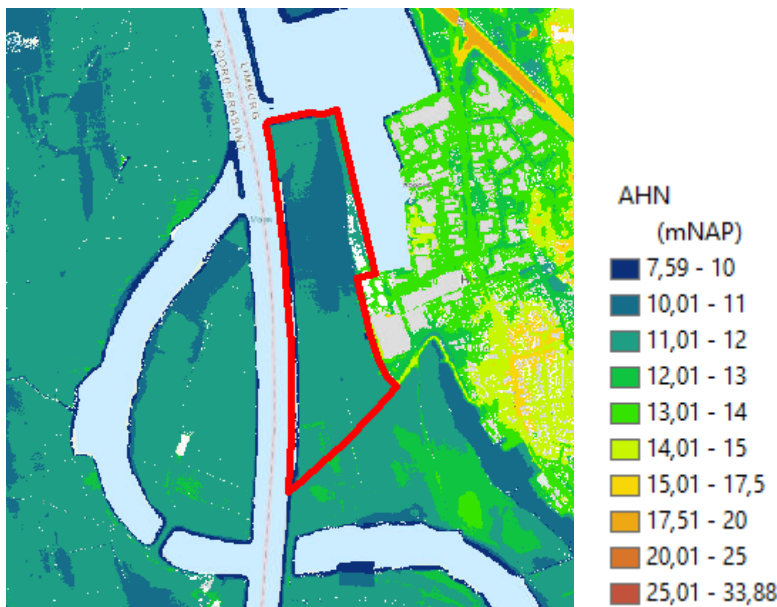 NOORD-BRABANT
LIMBURG
Maas
AHN
(mNAP)
7,59 - 10
10,01 - 11
11,01 - 12
12,01 - 13
13,01 - 14
14,01 - 15
15,01 - 17,5
17,51 - 20
20,01 - 25
25,01 - 33,88